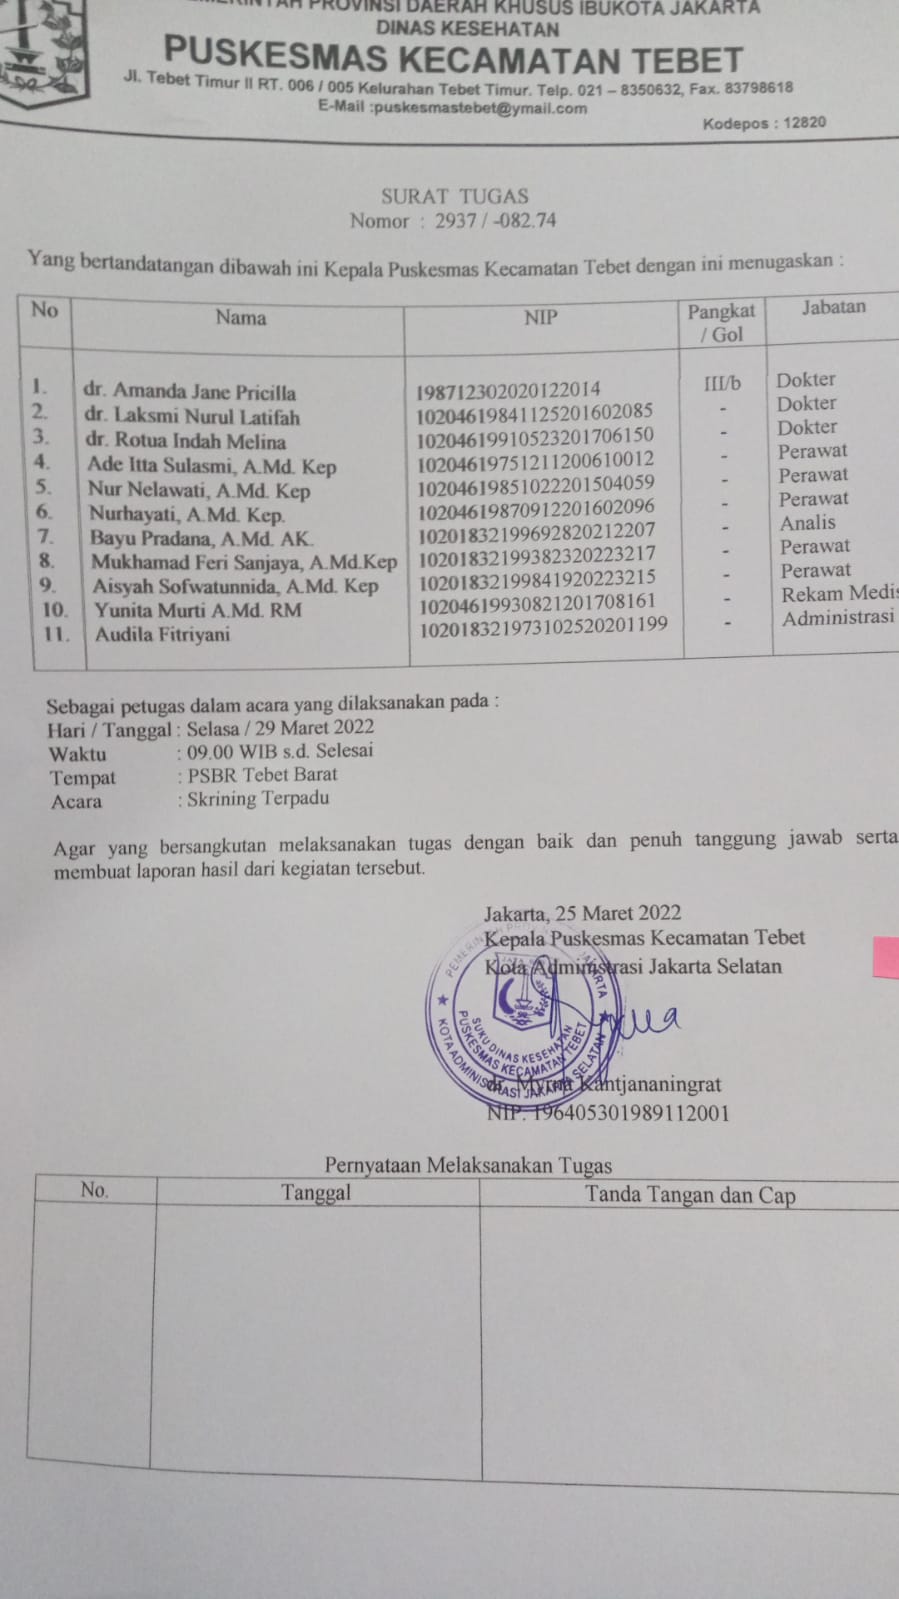 PROVINSI DAERAH KHUSUS IBUKOTA JAKARTA
DINAS KESEHATAN
PUSKESMAS KECAMATAN TEBET
Jl. Tebet Timur II RT. 006 / 005 Kelurahan Tebet Timur. Telp. 021 – 8350632, Fax. 83798618
E-Mail :puskesmastebet@ymail.com
Kodepos : 12820
SURAT TUGAS
Nomor : 2937 / -082.74
Yang bertandatangan dibawah ini Kepala Puskesmas Kecamatan Tebet dengan ini menugaskan :
No Nama NIP Pangkat / Gol Jabatan
1. dr. Amanda Jane Pricilla 198712302020122014 III/b Dokter
2. dr. Laksmi Nurul Latifah 10204619841125201602085 - Dokter
3. dr. Rotua Indah Melina 10204619910523201706150 - Dokter
4. Ade Itta Sulasmi, A.Md. Kep 10204619751211200610012 - Perawat
5. Nur Nelawati, A.Md. Kep 10204619851022201504059 - Perawat
6. Nurhayati, A.Md. Kep. 10204619870912201602096 - Perawat
7. Bayu Pradana, A.Md. AK. 10201832199692820212207 - Analis
8. Mukhamad Feri Sanjaya, A.Md.Kep 10201832199382320223217 - Perawat
9. Aisyah Sofwatunnida, A.Md. Kep 10201832199841920223215 - Perawat
10. Yunita Murti A.Md. RM 10204619930821201708161 - Rekam Medis
11. Audila Fitriyani 102018321973102520201199 - Administrasi
Sebagai petugas dalam acara yang dilaksanakan pada :
Hari / Tanggal : Selasa / 29 Maret 2022
Waktu : 09.00 WIB s.d. Selesai
Tempat : PSBR Tebet Barat
Acara : Skrining Terpadu
Agar yang bersangkutan melaksanakan tugas dengan baik dan penuh tanggung jawab serta
membuat laporan hasil dari kegiatan tersebut.
Jakarta, 25 Maret 2022
Kepala Puskesmas Kecamatan Tebet
Kota Administrasi Jakarta Selatan
SUKU DINAS KESEHATAN
PUSKESMAS KECAMATAN TEBET
KOTA ADMINISTRASI JAKARTA SELATAN
dr. Myrna Kantjananingrat
NIP. 196405301989112001
Pernyataan Melaksanakan Tugas
No. Tanggal Tanda Tangan dan Cap